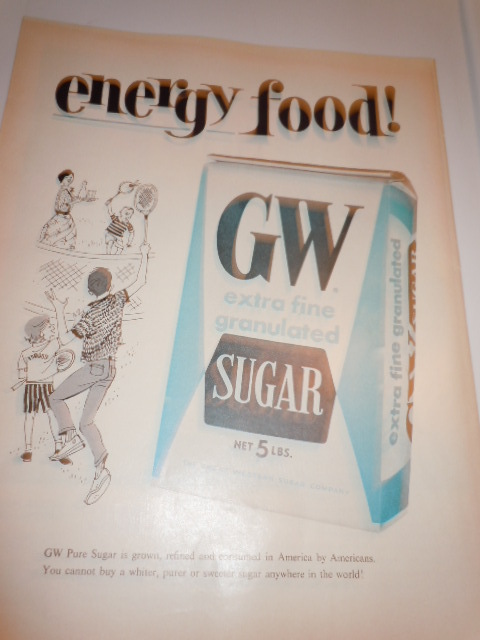 energy food!
GW
extra fine
granulated
SUGAR
NET 5 LBS.
extra fine granulated
GW Pure Sugar is grown, refined and consumed in America by Americans.
You cannot buy a whiter, purer or sweeter sugar anywhere in the world!